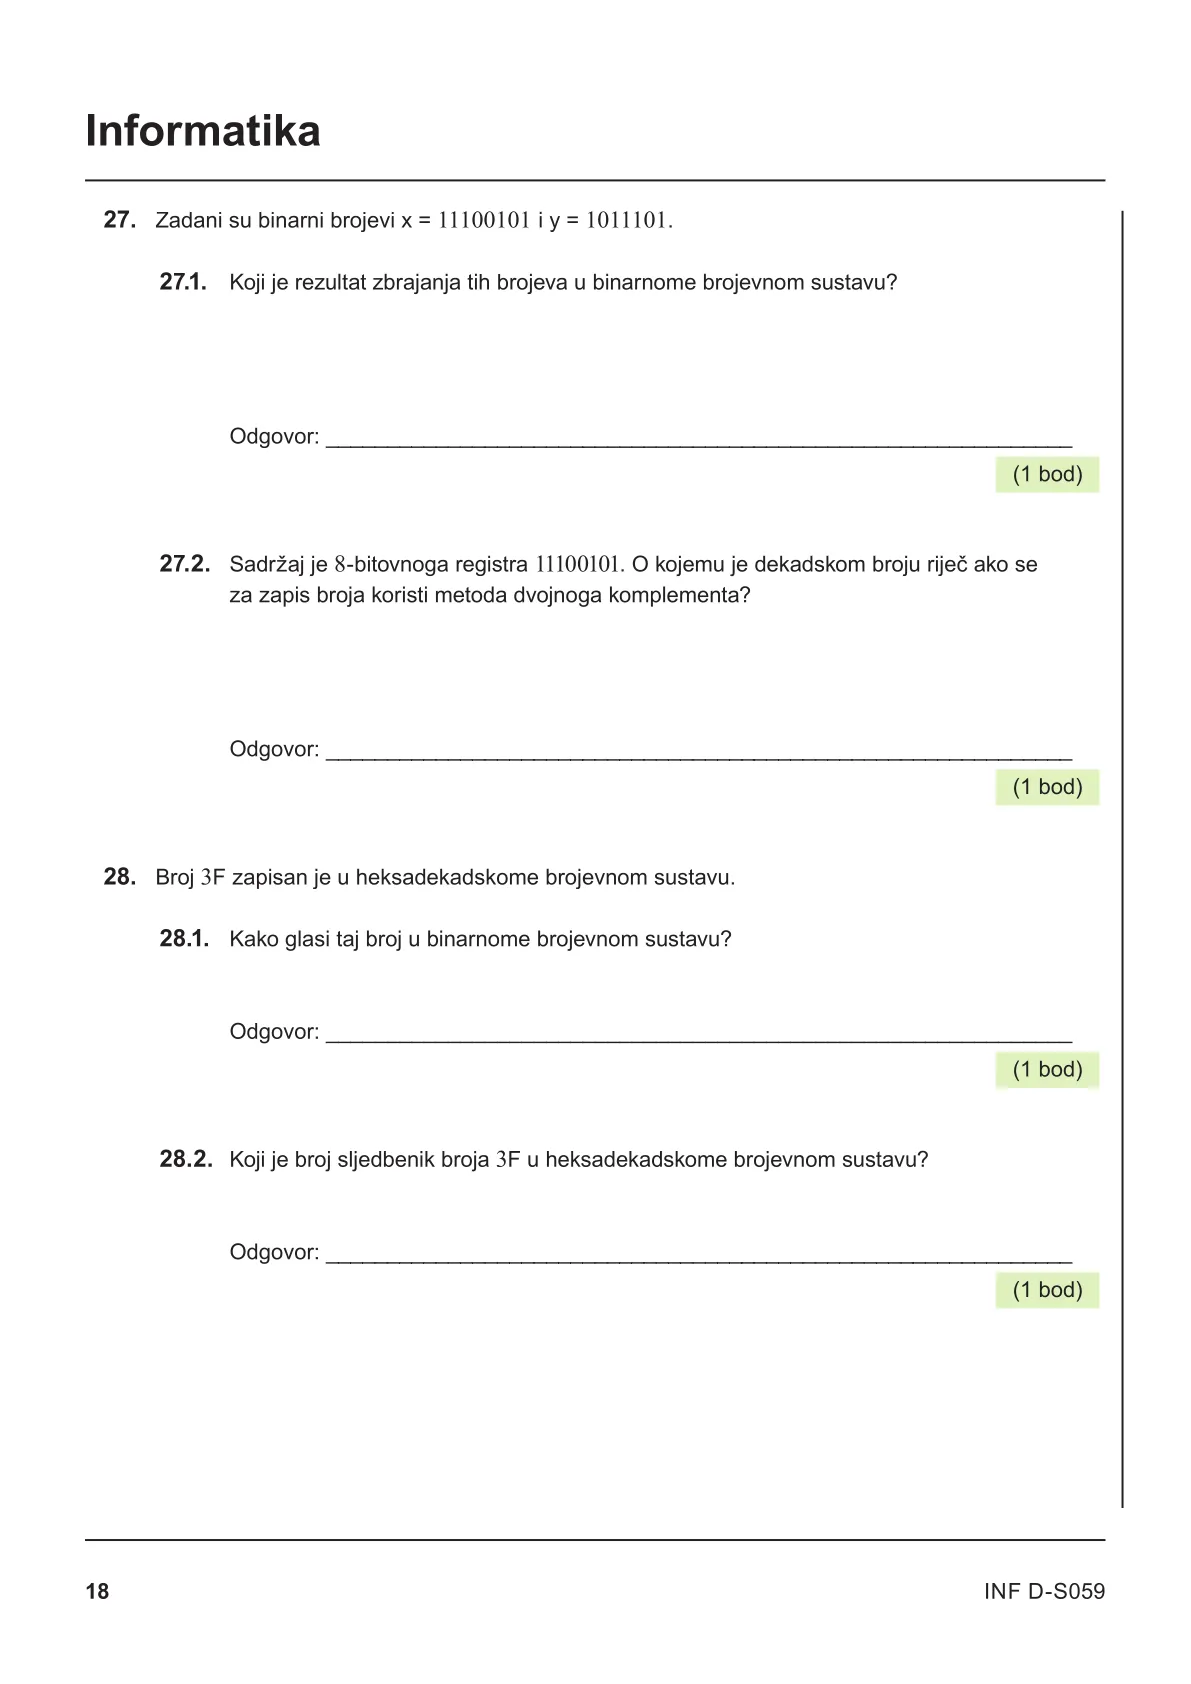 Informatika
27. Zadani su binarni brojevi x = 11100101 i y = 1011101.
27.1. Koji je rezultat zbrajanja tih brojeva u binarnome brojevnom sustavu?
Odgovor: ______________________________________________________________
(1 bod)
27.2. Sadržaj je 8-bitovnoga registra 11100101. O kojemu je dekadskom broju riječ ako se
za zapis broja koristi metoda dvojnoga komplementa?
Odgovor: ______________________________________________________________
(1 bod)
28. Broj 3F zapisan je u heksadekadskome brojevnom sustavu.
28.1. Kako glasi taj broj u binarnome brojevnom sustavu?
Odgovor: ______________________________________________________________
(1 bod)
28.2. Koji je broj sljedbenik broja 3F u heksadekadskome brojevnom sustavu?
Odgovor: ______________________________________________________________
(1 bod)
18 INF D-S059